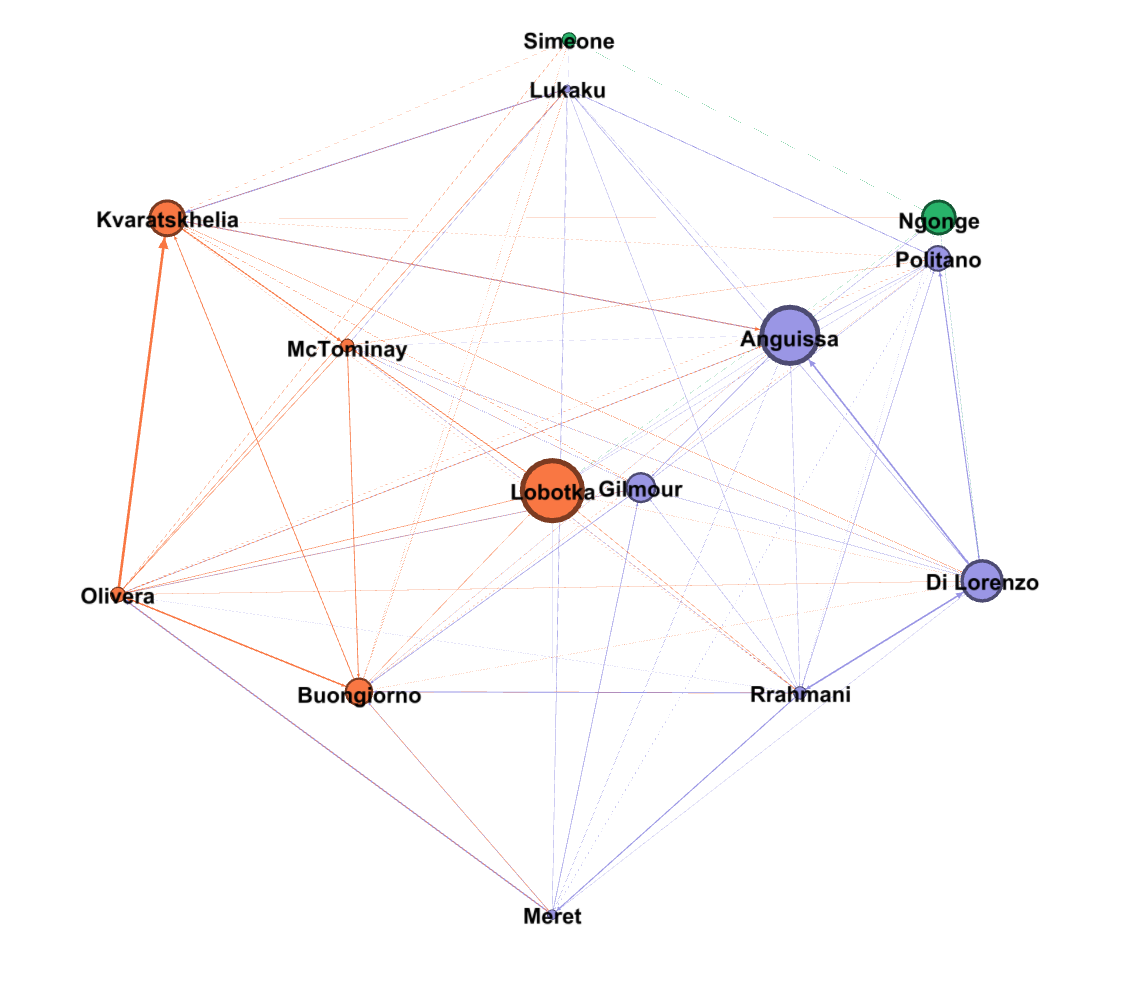 Simeone
Lukaku
Kvaratskhelia
Ngonge
Politano
Anguissa
McTominay
Lobotka
Gilmour
Di Lorenzo
Olivera
Buongiorno
Rrahmani
Meret